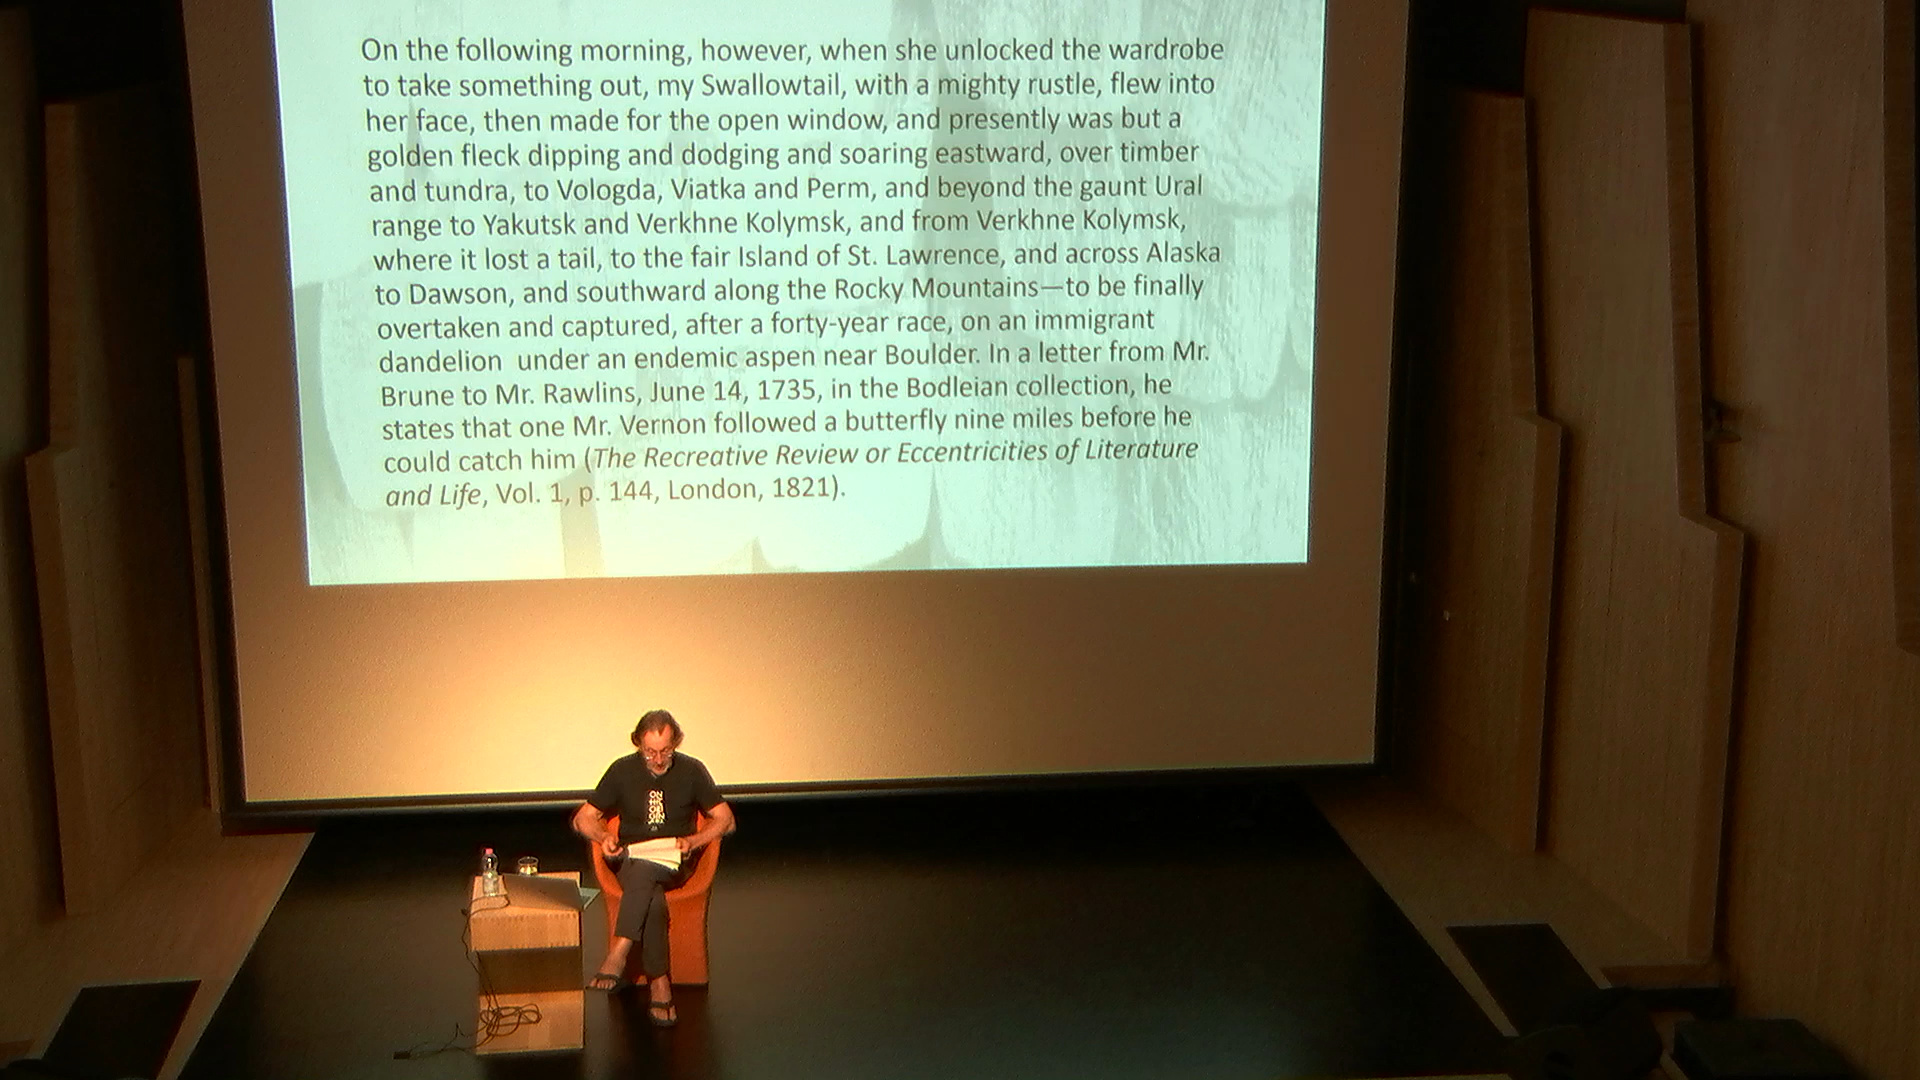 On the following morning, however, when she unlocked the wardrobe
to take something out, my Swallowtail, with a mighty rustle, flew into
her face, then made for the open window, and presently was but a
golden fleck dipping and dodging and soaring eastward, over timber
and tundra, to Vologda, Viatka and Perm, and beyond the gaunt Ural
range to Yakutsk and Verkhne Kolymsk, and from Verkhne Kolymsk,
where it lost a tail, to the fair Island of St. Lawrence, and across Alaska
to Dawson, and southward along the Rocky Mountains—to be finally
overtaken and captured, after a forty-year race, on an immigrant
dandelion under an endemic aspen near Boulder. In a letter from Mr.
Brune to Mr. Rawlins, June 14, 1735, in the Bodleian collection, he
states that one Mr. Vernon followed a butterfly nine miles before he
could catch him (The Recreative Review or Eccentricities of Literature
and Life, Vol. 1, p. 144, London, 1821).
ON